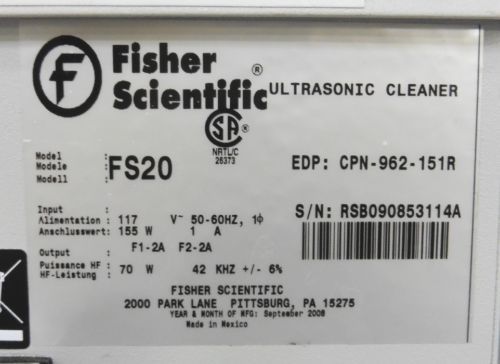 Fisher
Scientific®
ULTRASONIC CLEANER
SA
NRTL/C
26373
Model
Modele
Modell
:
:
:
FS20
EDP: CPN-962-151R
Input :
Alimentation : 117 V~ 50-60HZ, 1ϕ
Anschlusswert: 155 W 1 A
S/N: RSB090853114A
Output : F1-2A F2-2A
Puissance HF : 70 W 42 KHZ +/- 6%
HF-Leistung :
FISHER SCIENTIFIC
2000 PARK LANE PITTSBURG, PA 15275
YEAR & MONTH OF MFG: September 2008
Made in Mexico